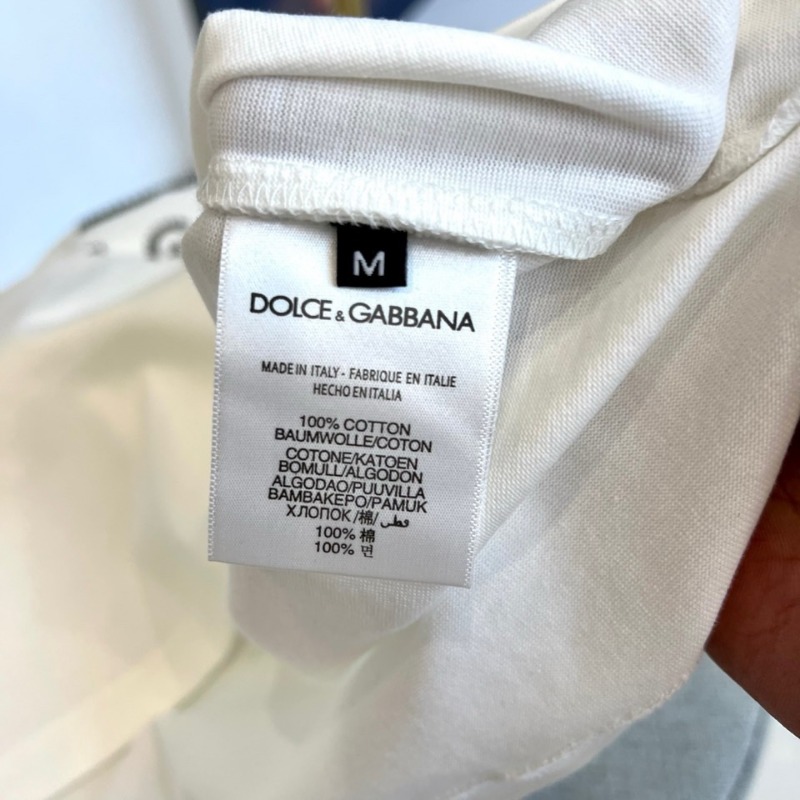 M
DOLCE & GABBANA
MADE IN ITALY - FABRIQUE EN ITALIE
HECHO EN ITALIA
100% COTTON
BAUMWOLLE/COTON
COTONE/KATOEN
BOMULL/ALGODON
ALGODAO/PUUVILLA
BAMBAKEPO/PAMUK
ХЛОПОК/棉/قطن
100% 棉
100% 면